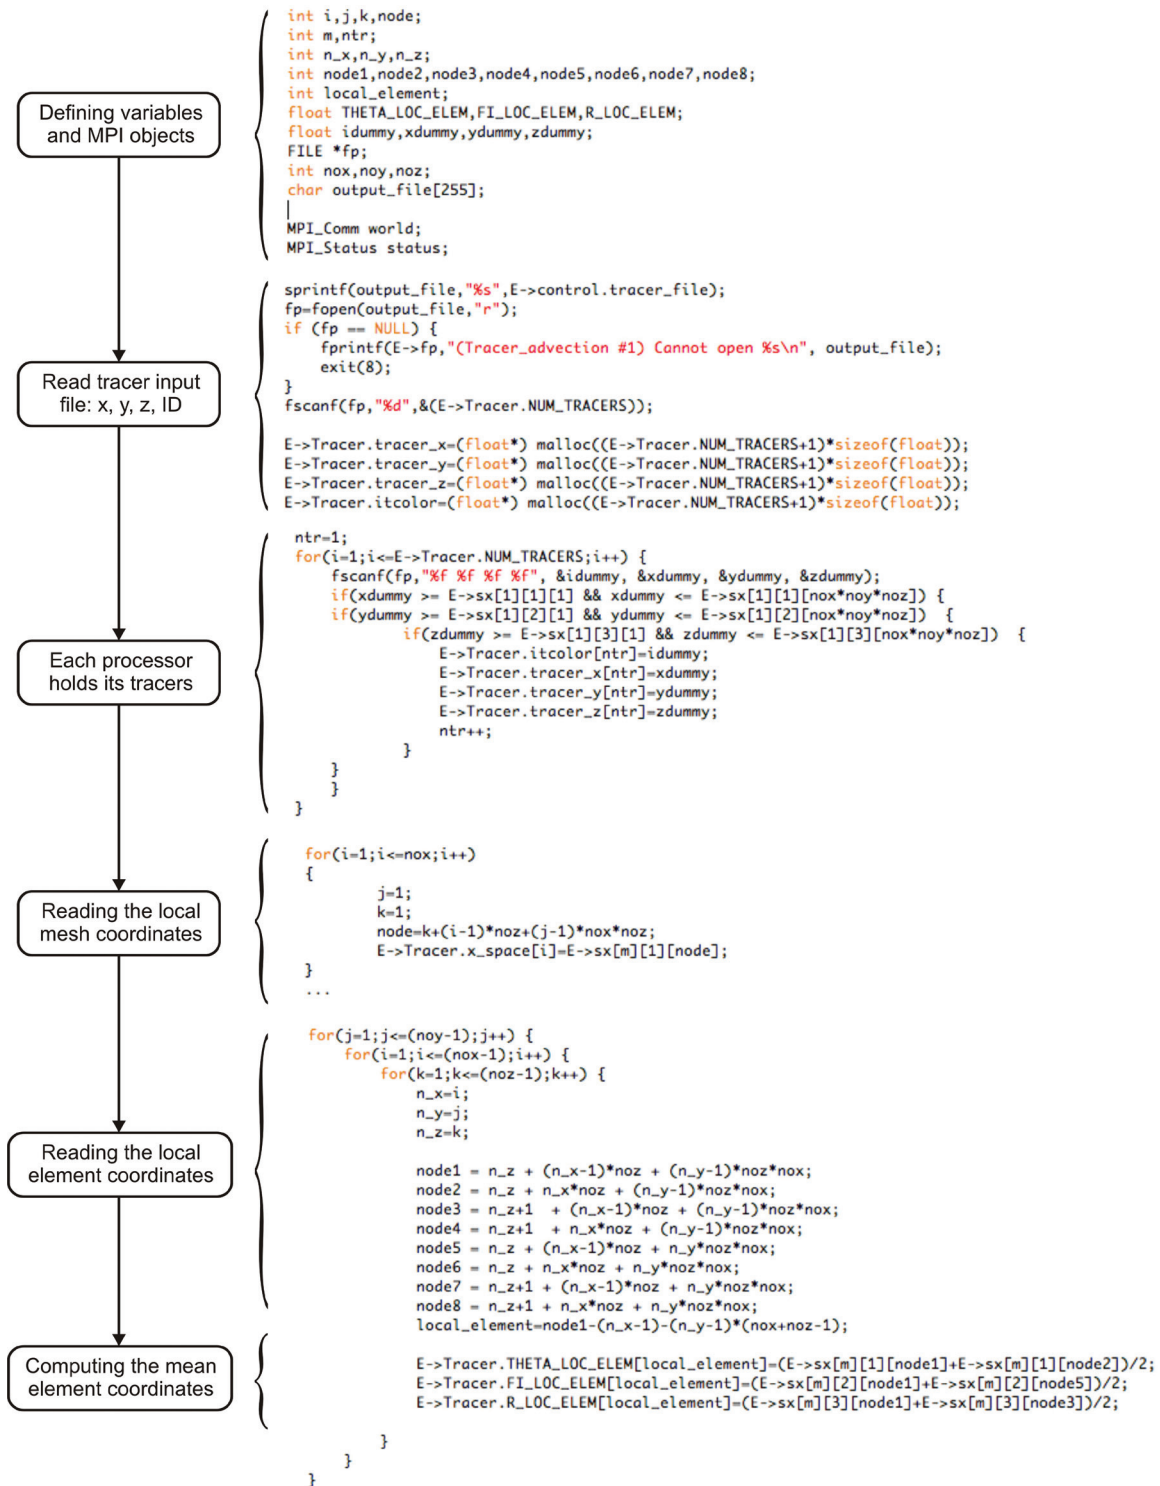 Defining variables
and MPI objects
int i,j,k,node;
int m,ntr;
int n_x,n_y,n_z;
int node1,node2,node3,node4,node5,node6,node7,node8;
int local_element;
float THETA_LOC_ELEM,FI_LOC_ELEM,R_LOC_ELEM;
float idummy,xdummy,ydummy,zdummy;
FILE *fp;
int nox,noy,noz;
char output_file[255];
MPI_Comm world;
MPI_Status status;
Read tracer input
file: x, y, z, ID
sprintf(output_file,"%s",E->control.tracer_file);
fp=fopen(output_file,"r");
if (fp == NULL) {
fprintf(E->fp,"(Tracer_advection #1) Cannot open %s\n", output_file);
exit(8);
}
fscanf(fp,"%d",&(E->Tracer.NUM_TRACERS));
E->Tracer.tracer_x=(float*) malloc((E->Tracer.NUM_TRACERS+1)*sizeof(float));
E->Tracer.tracer_y=(float*) malloc((E->Tracer.NUM_TRACERS+1)*sizeof(float));
E->Tracer.tracer_z=(float*) malloc((E->Tracer.NUM_TRACERS+1)*sizeof(float));
E->Tracer.itcolor=(float*) malloc((E->Tracer.NUM_TRACERS+1)*sizeof(float));
Each processor
holds its tracers
ntr=1;
for(i=1;i<=E->Tracer.NUM_TRACERS;i++) {
fscanf(fp,"%f %f %f %f", &idummy, &xdummy, &ydummy, &zdummy);
if(xdummy >= E->sx[1][1][1] && xdummy <= E->sx[1][1][nox*noy*noz]) {
if(ydummy >= E->sx[1][2][1] && ydummy <= E->sx[1][2][nox*noy*noz])  {
if(zdummy >= E->sx[1][3][1] && zdummy <= E->sx[1][3][nox*noy*noz])  {
E->Tracer.itcolor[ntr]=idummy;
E->Tracer.tracer_x[ntr]=xdummy;
E->Tracer.tracer_y[ntr]=ydummy;
E->Tracer.tracer_z[ntr]=zdummy;
ntr++;
}
}
}
}
Reading the local
mesh coordinates
for(i=1;i<=nox;i++)
{
j=1;
k=1;
node=k+(i-1)*noz+(j-1)*nox*noz;
E->Tracer.x_space[i]=E->sx[m][1][node];
}
...
Reading the local
element coordinates
for(j=1;j<=(noy-1);j++) {
for(i=1;i<=(nox-1);i++) {
for(k=1;k<=(noz-1);k++) {
n_x=i;
n_y=j;
n_z=k;
node1 = n_z + (n_x-1)*noz + (n_y-1)*noz*nox;
node2 = n_z + n_x*noz + (n_y-1)*noz*nox;
node3 = n_z+1  + (n_x-1)*noz + (n_y-1)*noz*nox;
node4 = n_z+1  + n_x*noz + (n_y-1)*noz*nox;
node5 = n_z + (n_x-1)*noz + n_y*noz*nox;
node6 = n_z + n_x*noz + n_y*noz*nox;
node7 = n_z+1 + (n_x-1)*noz + n_y*noz*nox;
node8 = n_z+1 + n_x*noz + n_y*noz*nox;
local_element=node1-(n_x-1)-(n_y-1)*(nox+noz-1);
Computing the mean
element coordinates
E->Tracer.THETA_LOC_ELEM[local_element]=(E->sx[m][1][node1]+E->sx[m][1][node2])/2;
E->Tracer.FI_LOC_ELEM[local_element]=(E->sx[m][2][node1]+E->sx[m][2][node5])/2;
E->Tracer.R_LOC_ELEM[local_element]=(E->sx[m][3][node1]+E->sx[m][3][node3])/2;
}
}
}